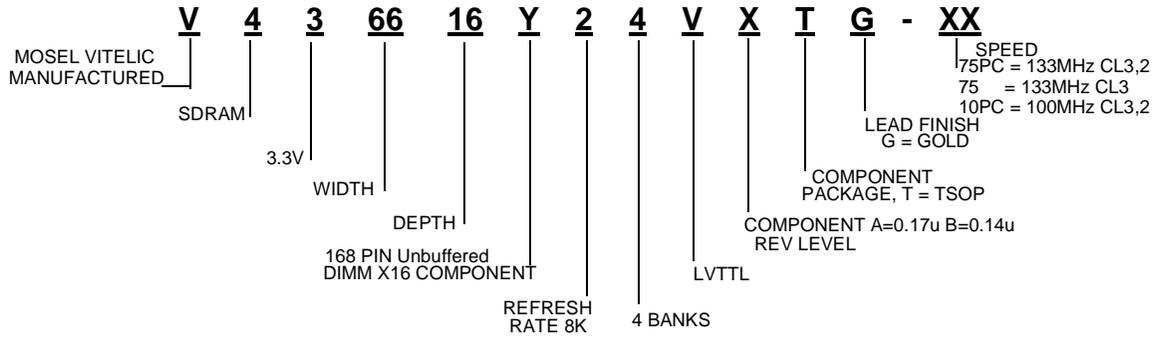 V 4 3 66 16 Y 2 4 V X T G - XX
MOSEL VITELIC
MANUFACTURED
SDRAM
3.3V
WIDTH
DEPTH
168 PIN Unbuffered
DIMM X16 COMPONENT
REFRESH
RATE 8K
4 BANKS
LVTTL
COMPONENT A=0.17u B=0.14u
REV LEVEL
COMPONENT
PACKAGE, T = TSOP
LEAD FINISH
G = GOLD
SPEED
75PC = 133MHz CL3,2
75 = 133MHz CL3
10PC = 100MHz CL3,2